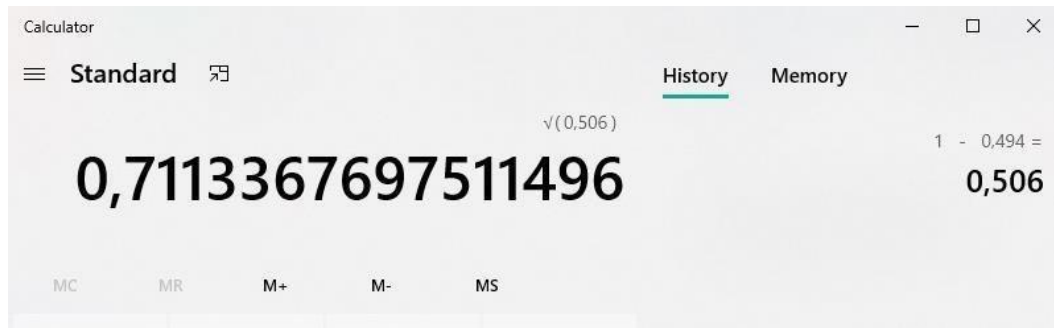 Calculator
Standard
History Memory
√(0,506)
0,7113367697511496
1 - 0,494 =
0,506
MC MR M+ M- MS